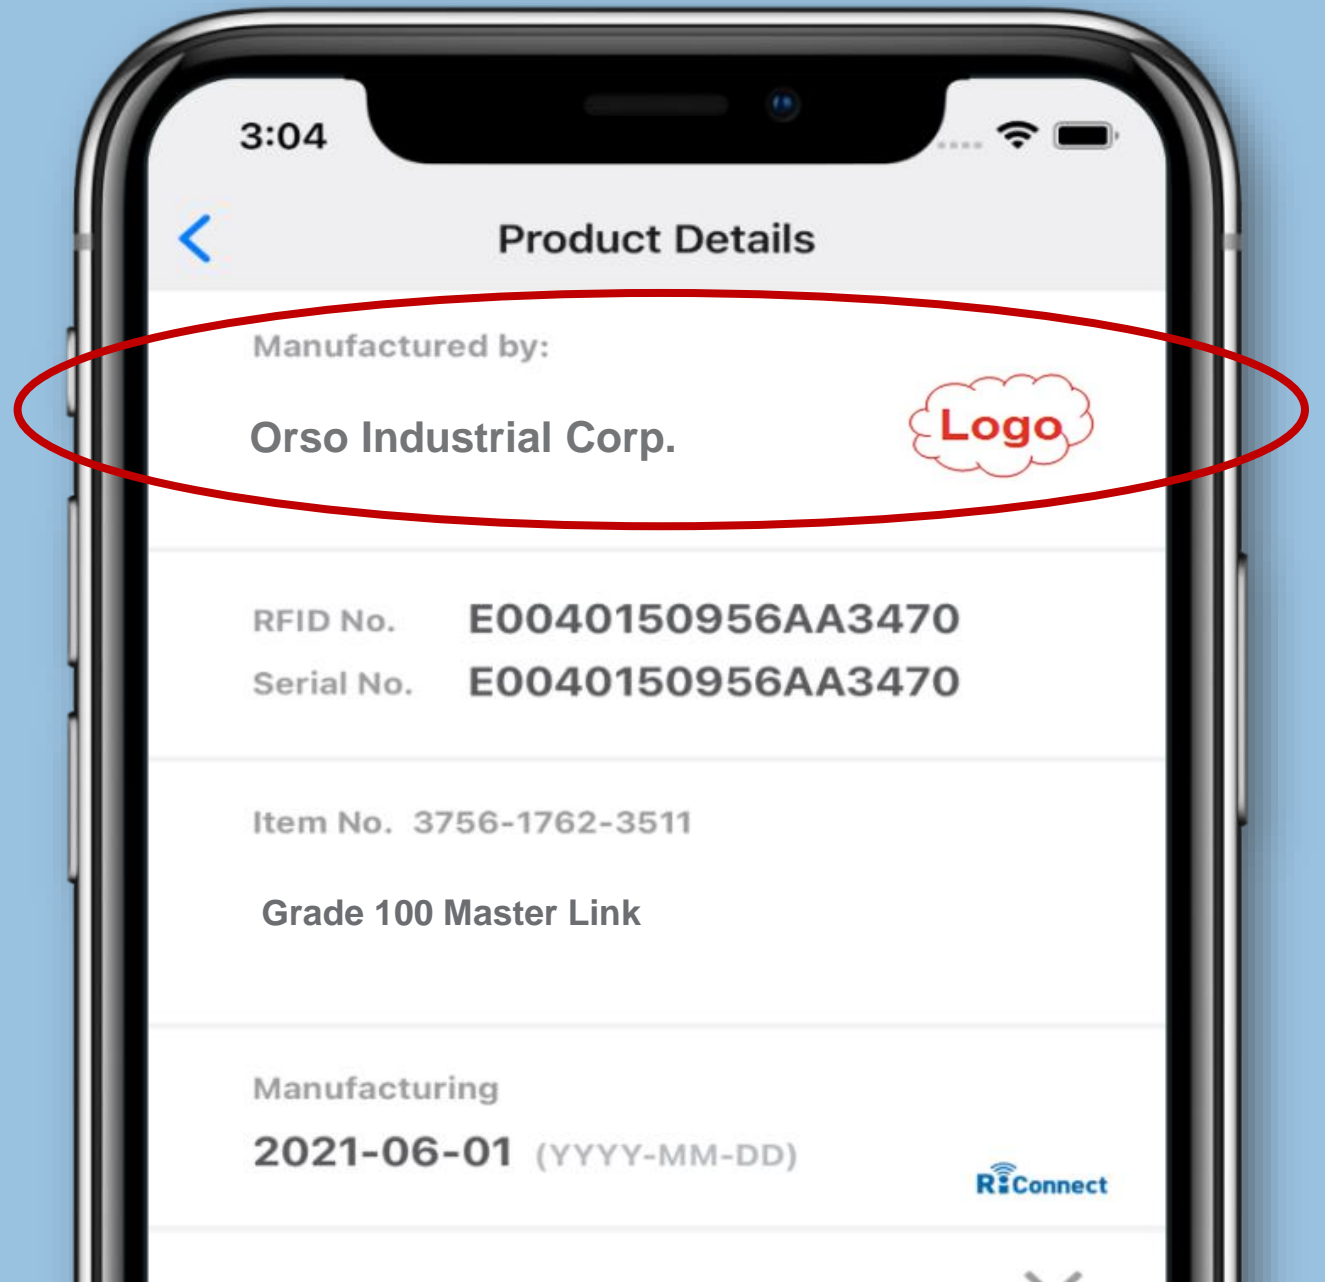 3:04
Product Details
Manufactured by:
Orso Industrial Corp.
Logo
RFID No. E0040150956AA3470
Serial No. E0040150956AA3470
Item No. 3756-1762-3511
Grade 100 Master Link
Manufacturing
2021-06-01 (YYYY-MM-DD)
RiConnect